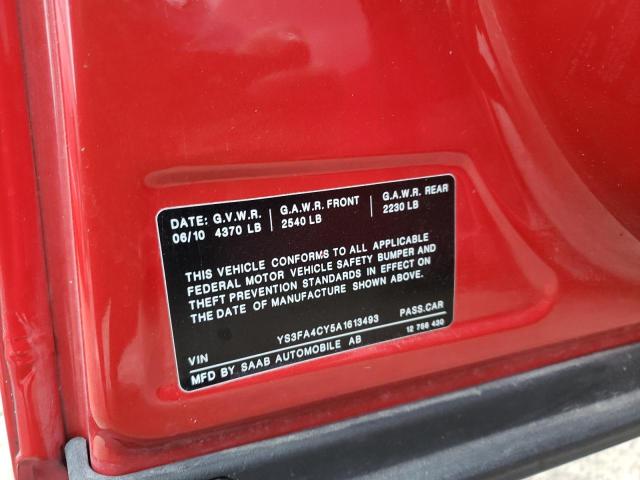 DATE: G.V.W.R. G.A.W.R. FRONT G.A.W.R. REAR
06/10 4370 LB 2540 LB 2230 LB
THIS VEHICLE CONFORMS TO ALL APPLICABLE
FEDERAL MOTOR VEHICLE SAFETY BUMPER AND
THEFT PREVENTION STANDARDS IN EFFECT ON
THE DATE OF MANUFACTURE SHOWN ABOVE.
VIN YS3FA4CY5A1613493 PASS.CAR
MFD BY SAAB AUTOMOBILE AB 12 756 430